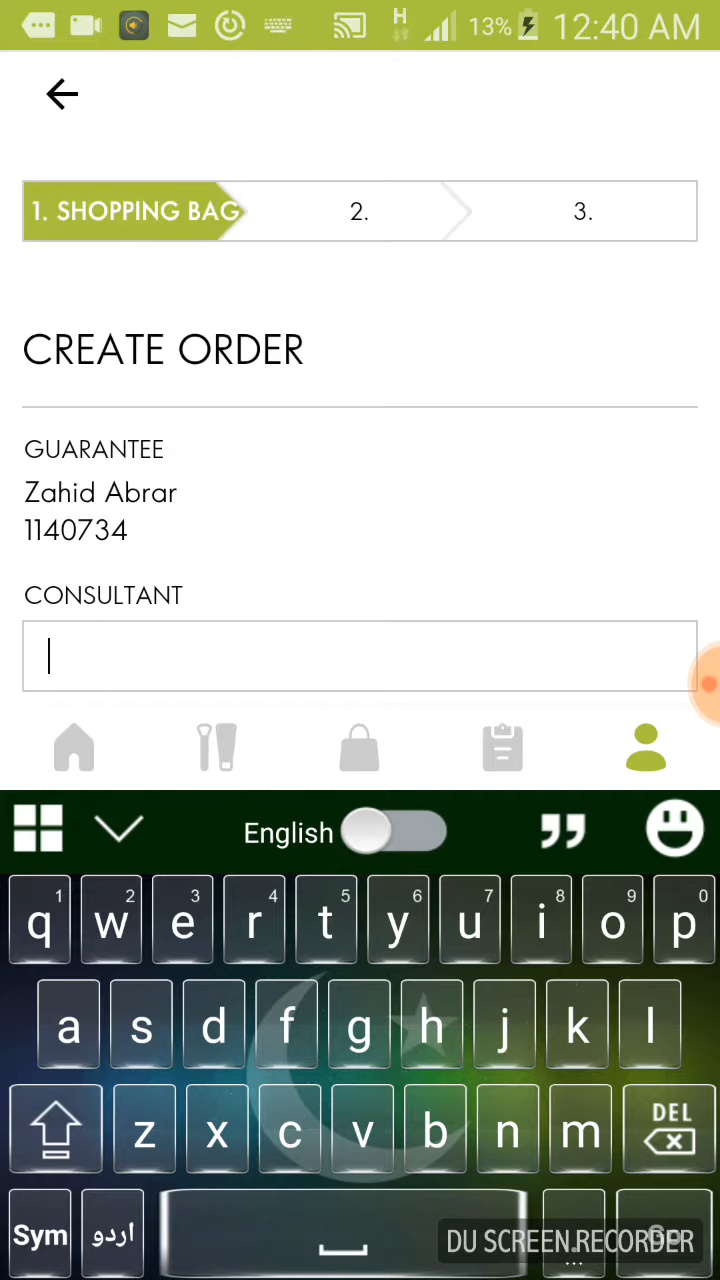 H 13% 12:40 AM
1. SHOPPING BAG 2. 3.
CREATE ORDER
GUARANTEE
Zahid Abrar
1140734
CONSULTANT
English
1 2 3 4 5 6 7 8 9 0
q w e r t y u i o p
a s d f g h j k l
z x c v b n m DEL
Sym اردو . Go
DU SCREEN RECORDER